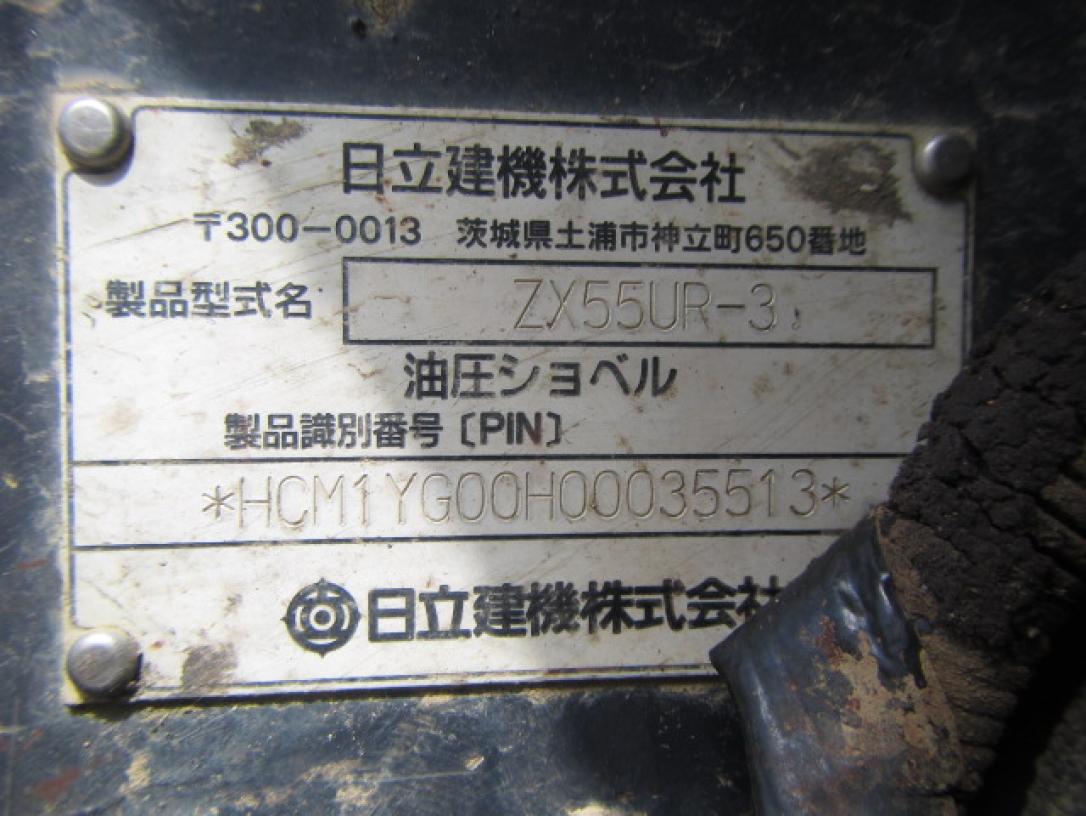 日立建機株式会社
〒300-0013 茨城県土浦市神立町650番地
製品型式名 ZX55UR-3
油圧ショベル
製品識別番号〔PIN〕
*HCM1YG00H00035513*
日立建機株式会社